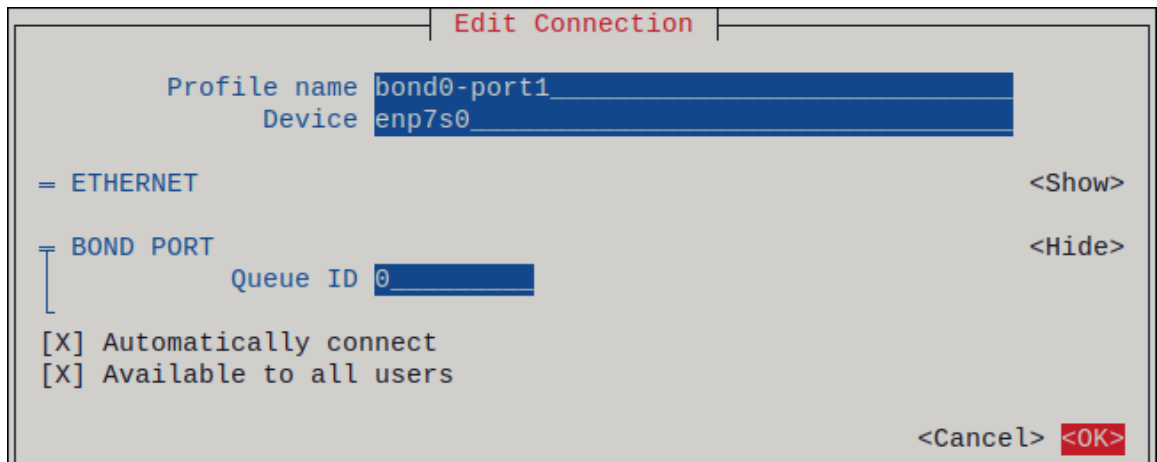 Edit Connection
Profile name bond0-port1
Device enp7s0
= ETHERNET <Show>
BOND PORT <Hide>
Queue ID 0
[X] Automatically connect
[X] Available to all users
<Cancel> <OK>